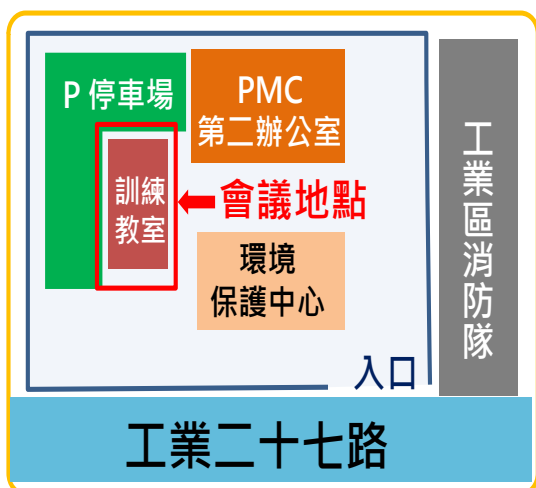 P 停車場
PMC
第二辦公室
訓練
教室
會議地點
環境
保護中心
工業區消防隊
入口
工業二十七路